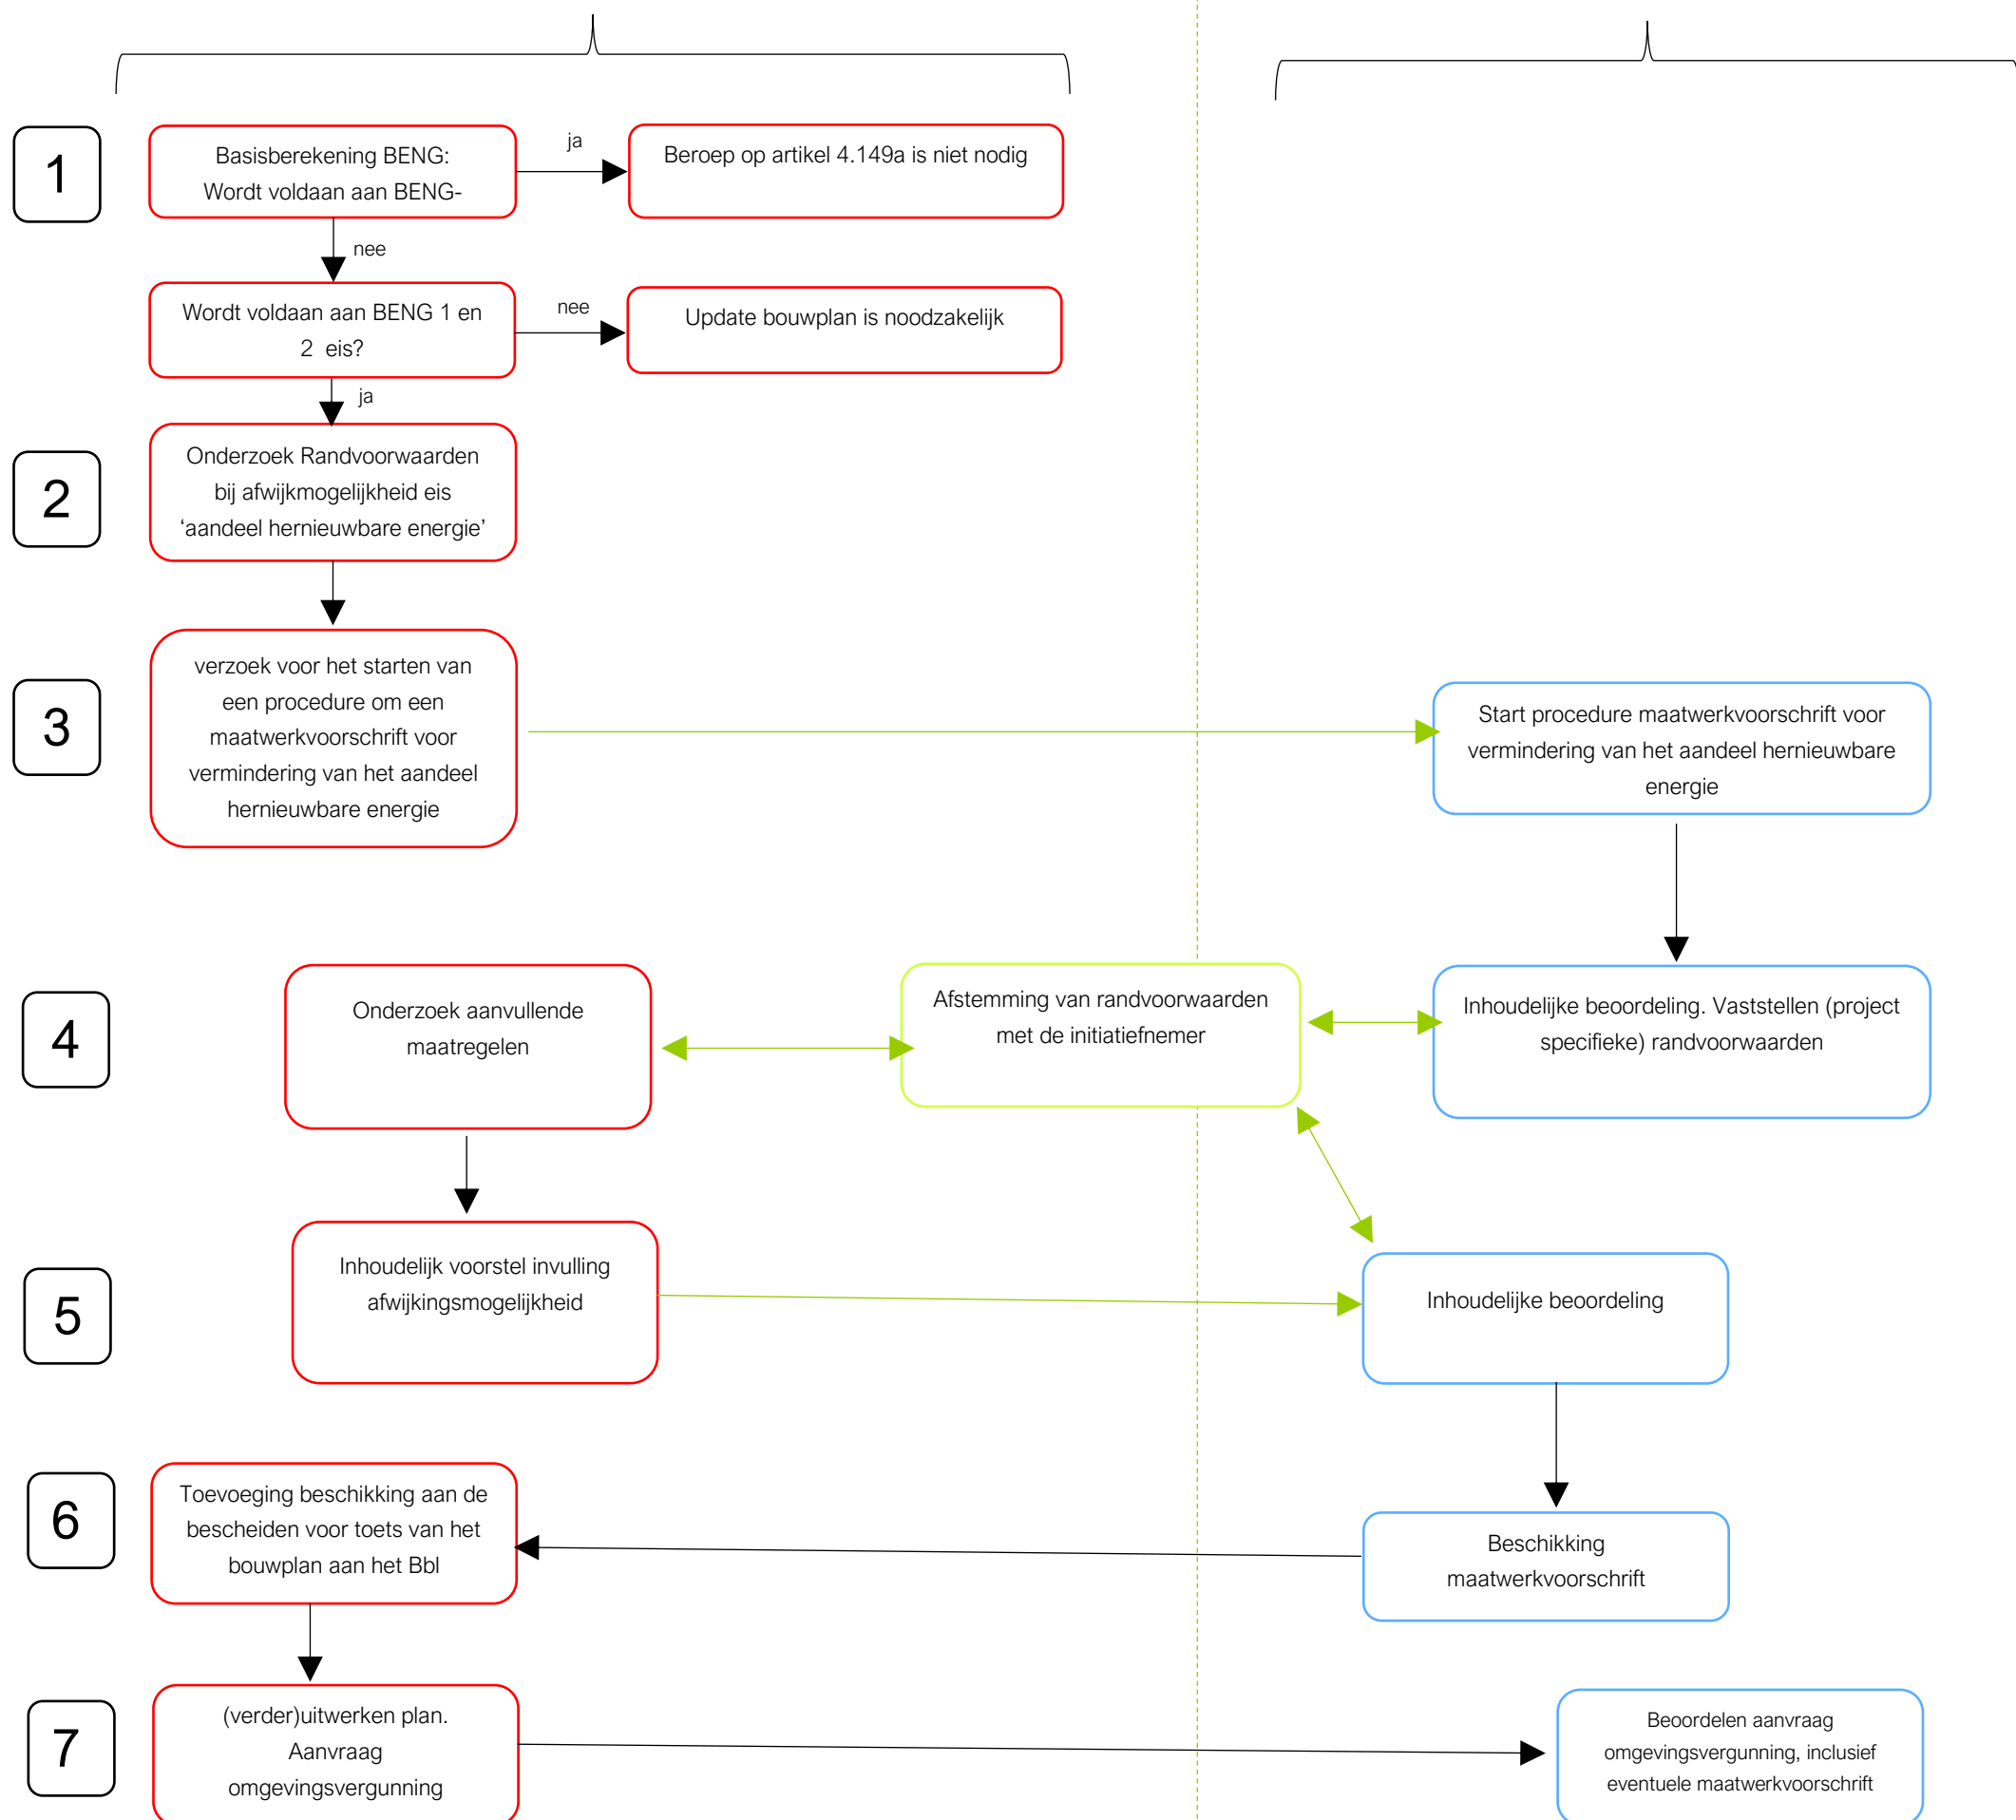 1
Basisberekening BENG:
Wordt voldaan aan BENG-
ja
Beroep op artikel 4.149a is niet nodig
nee
Wordt voldaan aan BENG 1 en
2 eis?
nee
Update bouwplan is noodzakelijk
ja
2
Onderzoek Randvoorwaarden
bij afwijkmogelijkheid eis
‘aandeel hernieuwbare energie’
3
verzoek voor het starten van
een procedure om een
maatwerkvoorschrift voor
vermindering van het aandeel
hernieuwbare energie
Start procedure maatwerkvoorschrift voor
vermindering van het aandeel hernieuwbare
energie
4
Onderzoek aanvullende
maatregelen
Afstemming van randvoorwaarden
met de initiatiefnemer
Inhoudelijke beoordeling. Vaststellen (project
specifieke) randvoorwaarden
5
Inhoudelijk voorstel invulling
afwijkingsmogelijkheid
Inhoudelijke beoordeling
6
Toevoeging beschikking aan de
bescheiden voor toets van het
bouwplan aan het Bbl
Beschikking
maatwerkvoorschrift
7
(verder)uitwerken plan.
Aanvraag
omgevingsvergunning
Beoordelen aanvraag
omgevingsvergunning, inclusief
eventuele maatwerkvoorschrift